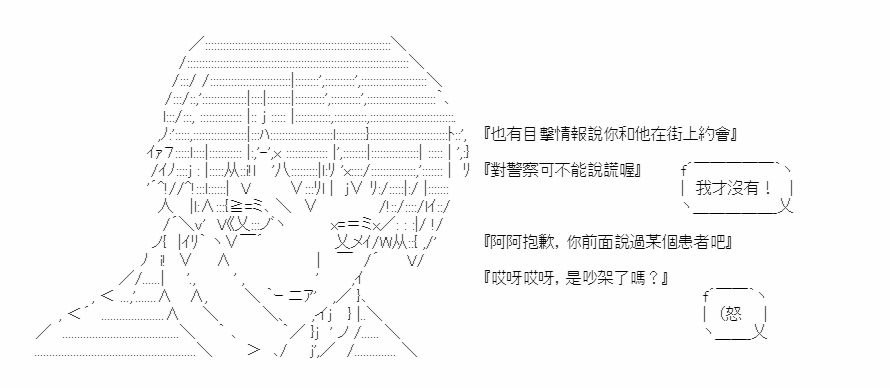 『也有目擊情報說你和他在街上約會』
『對警察可不能說謊喔』
我才沒有！
『阿阿抱歉，你前面說過某個患者吧』
『哎呀哎呀，是吵架了嗎？』
（怒